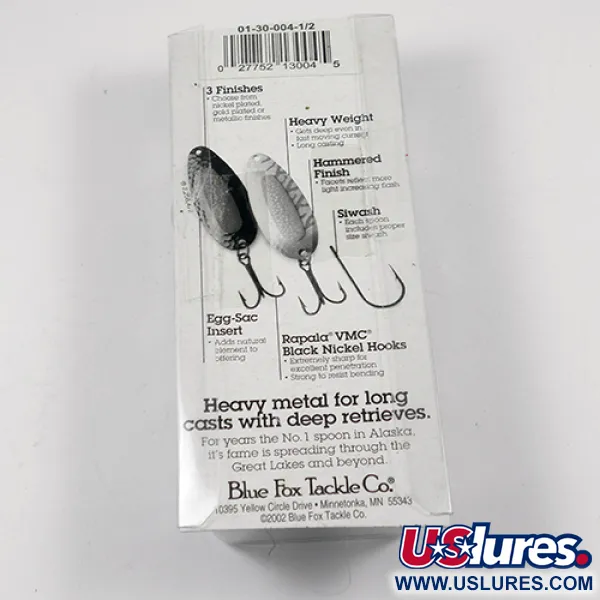 01-30-004-1/2
0 27752 13004 5
3 Finishes
• Choose from
nickel plated,
gold plated or
metallic finishes
Heavy Weight
• Gets deep even in
fast moving current
• Long casting
Hammered
Finish
• Facets reflect more
light increasing flash
Siwash
• Each spoon
includes proper
size siwash
Egg-Sac
Insert
• Adds natural
element to
offering
Rapala® VMC®
Black Nickel Hooks
• Extremely sharp for
excellent penetration
• Strong to resist bending
Heavy metal for long
casts with deep retrieves.
For years the No.1 spoon in Alaska,
it's fame is spreading through the
Great Lakes and beyond.
Blue Fox Tackle Co.®
10395 Yellow Circle Drive • Minnetonka, MN 55343
©2002 Blue Fox Tackle Co.
USlures.
WWW.USLURES.COM